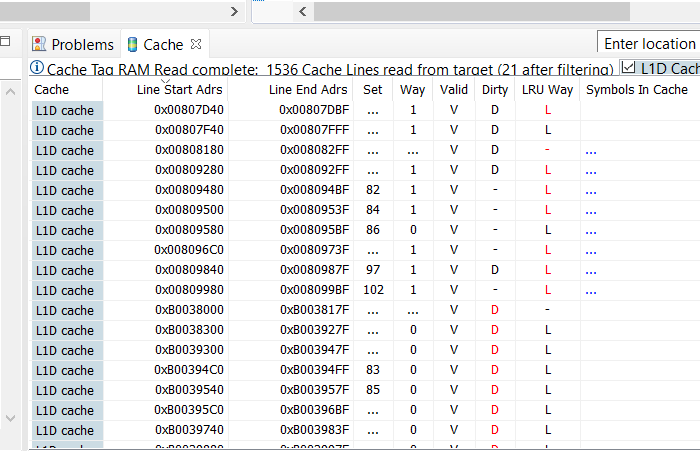 Problems Cache
Enter location
Cache Tag RAM Read complete: 1536 Cache Lines read from target (21 after filtering) L1D Cac
Cache Line Start Adrs Line End Adrs Set Way Valid Dirty LRU Way Symbols In Cache
L1D cache 0x00807D40 0x00807DBF ... 1 V D L
L1D cache 0x00807F40 0x00807FFF ... 1 V D L
L1D cache 0x00808180 0x008082FF ... ... V D - ...
L1D cache 0x00809280 0x008092FF ... 1 V D L ...
L1D cache 0x00809480 0x008094BF 82 1 V - L ...
L1D cache 0x00809500 0x0080953F 84 1 V - L ...
L1D cache 0x00809580 0x008095BF 86 0 V - L ...
L1D cache 0x008096C0 0x0080973F ... 1 V - L ...
L1D cache 0x00809840 0x0080987F 97 1 V D L ...
L1D cache 0x00809980 0x008099BF 102 1 V - L ...
L1D cache 0xB0038000 0xB003817F ... ... V D -
L1D cache 0xB0038300 0xB003927F ... 0 V D L
L1D cache 0xB0039300 0xB003947F ... 0 V D L
L1D cache 0xB00394C0 0xB00394FF 83 0 V D L
L1D cache 0xB0039540 0xB003957F 85 0 V D L
L1D cache 0xB00395C0 0xB00396BF ... 0 V D L
L1D cache 0xB0039740 0xB003983F ... 0 V D L
L1D cache